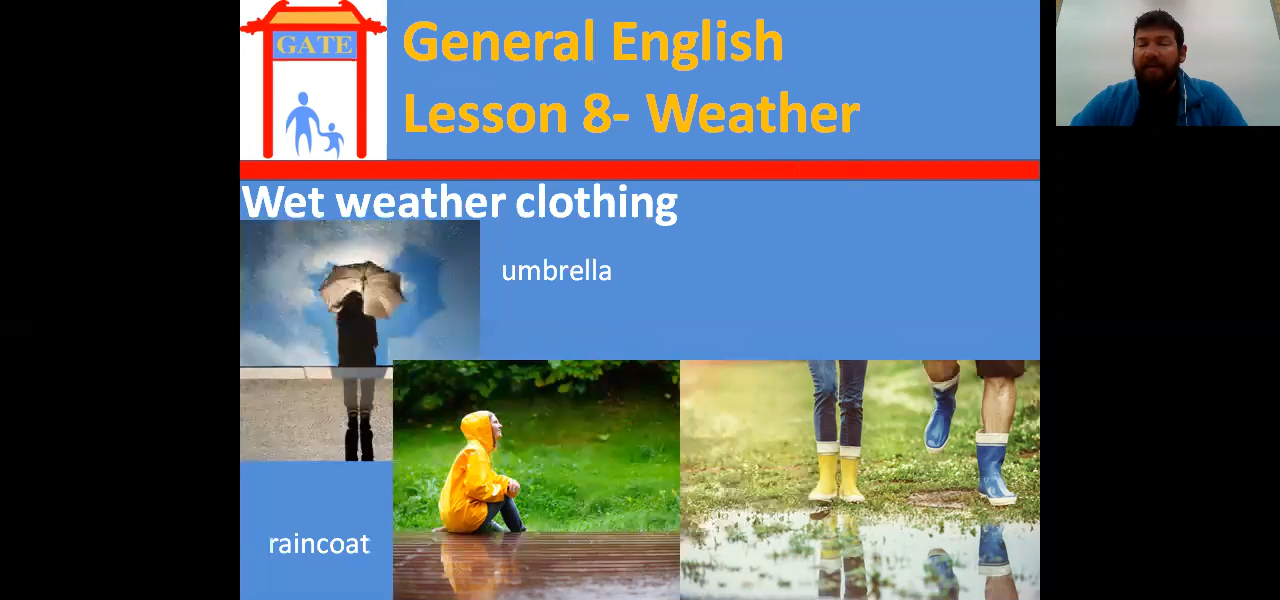 GATE
General English
Lesson 8- Weather
Wet weather clothing
umbrella
raincoat